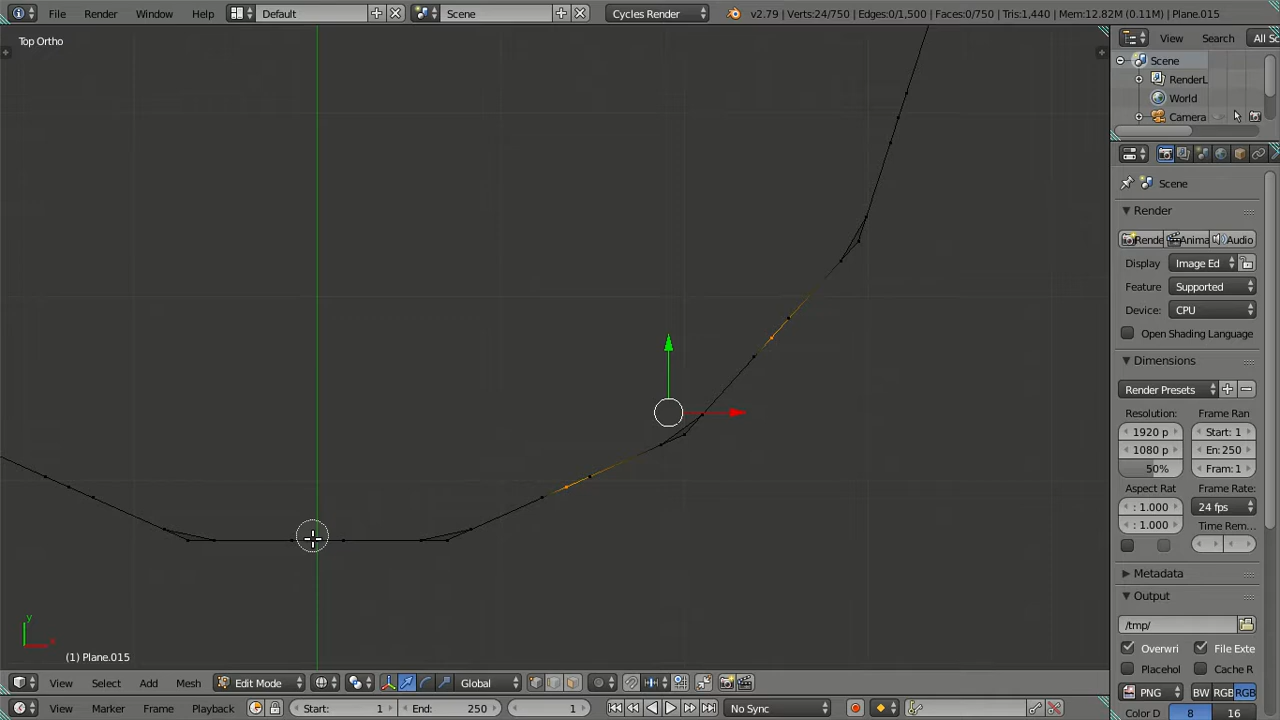 File Render Window Help Default Scene Cycles Render v2.79 | Verts:24/750 | Edges:0/1,500 | Faces:0/750 | Tris:1,440 | Mem:12.82M (0.11M) | Plane.015
Top Ortho
View Search All Sc
Scene
RenderL
World
Camera
Scene
Render
Rende Anima Audio
Display Image Ed
Feature Supported
Device: CPU
Open Shading Language
Dimensions
Render Presets
Resolution: Frame Ran
1920 p Start: 1
1080 p En: 250
50% Fram: 1
Aspect Rat Frame Rate:
: 1.000 24 fps
: 1.000 Time Rem...
Metadata
Output
/tmp/
Overwri File Exte
Placehol Cache R
PNG BW RGB RGB
Color D 8 16
y
x
(1) Plane.015
View Select Add Mesh Edit Mode Global
View Marker Frame Playback Start: 1 End: 250 1 No Sync